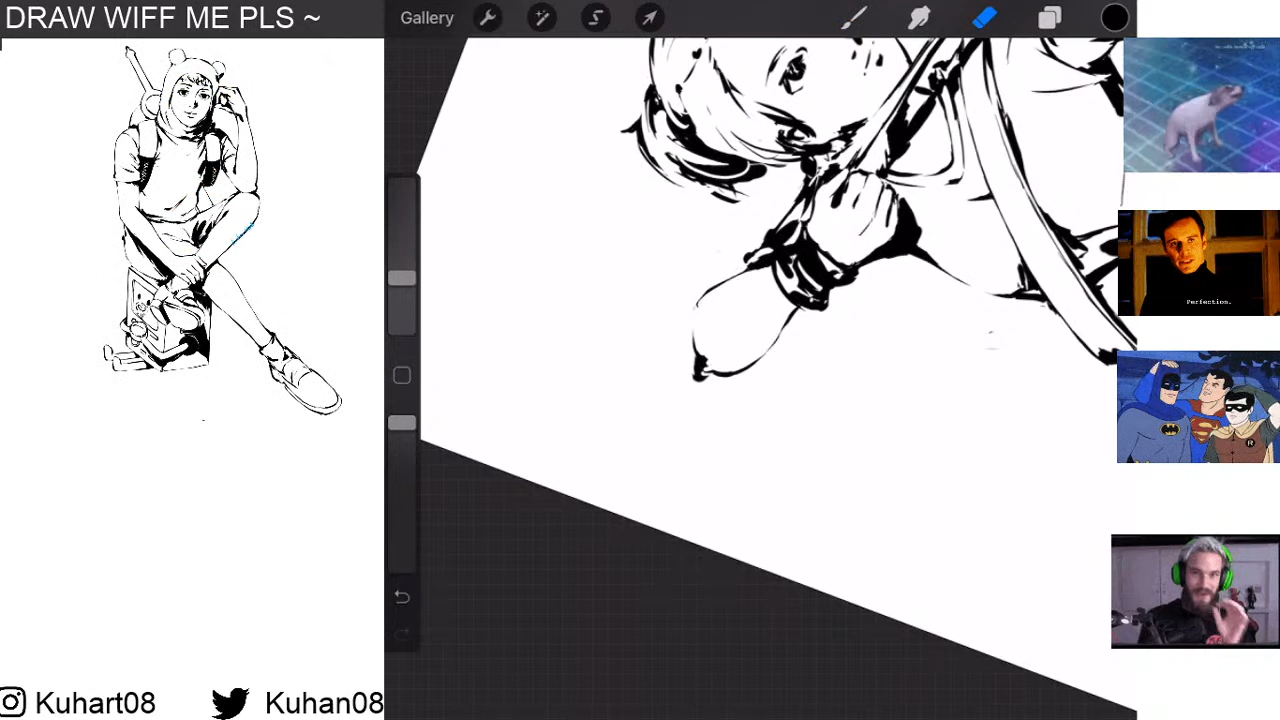 DRAW WIFF ME PLS ~
Gallery
Perfection.
Kuhart08
Kuhan08